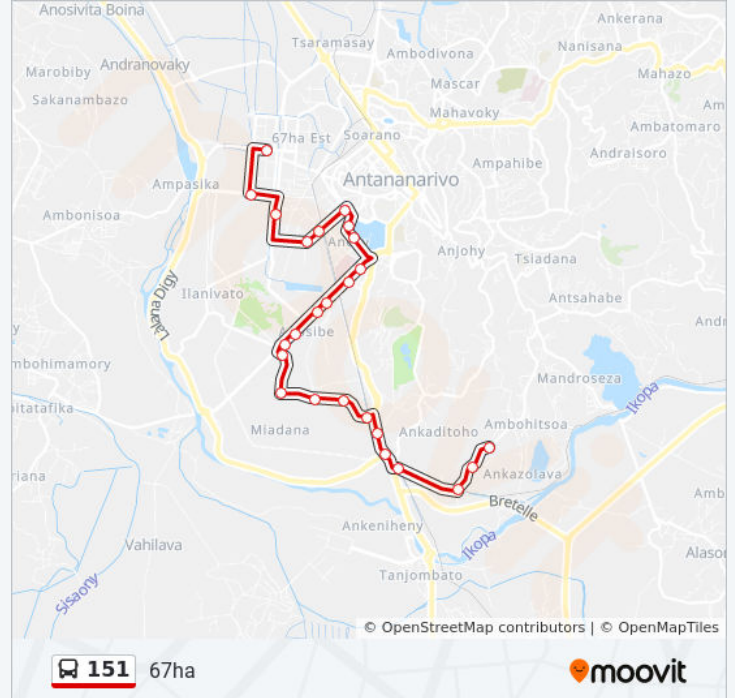 Anosivita Boina
Ankerana
Tsaramasay
Nanisana
Ambodivona
Andranovaky
Marobiby
Mahazo
Mascar
Sakanambazo
Mahavoky
Am
Ambatomaro
67ha Est
Soarano
Andraisoro
Ampahibe
Ampasika
Antananarivo
Ambonisoa
Anjohy
Tsiadana
Ilanivato
Antsahabe
Lalana Digy
Andr
mbohimamory
Mandroseza
Ikopa
pitatafika
Miadana
Ankaditoho
Ambohitsoa
riana
Ankazolava
Amb
Bretelle
Ankeniheny
Vahilava
Ikopa
Alaso
Tanjombato
Sisaony
© OpenStreetMap contributors | © OpenMapTiles
151 67ha
moovit